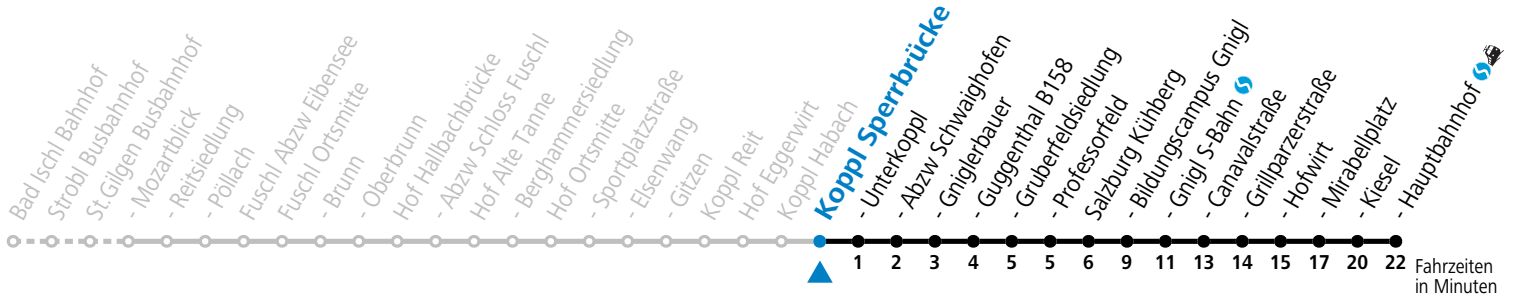 Bad Ischl Bahnhof
Strobl Busbahnhof
St.Gilgen Busbahnhof
- Mozartblick
- Reitsiedlung
- Pöllach
Fuschl Abzw Eibensee
Fuschl Ortsmitte
- Brunn
- Oberbrunn
Hof Hallbachbrücke
- Abzw Schloss Fuschl
Hof Alte Tanne
- Berghammersiedlung
Hof Ortsmitte
- Sportplatzstraße
- Elsenwang
- Gitzen
Koppl Reit
Hof Eggerwirt
Koppl Habach
Koppl Sperrbrücke
- Unterkoppl
- Abzw Schwaighofen
- Gniglerbauer
- Guggenthal B158
- Gruberfeldsiedlung
- Professorfeld
Salzburg Kühberg
- Bildungscampus Gnigl
- Gnigl S-Bahn
- Canavalstraße
- Grillparzerstraße
- Hofwirt
- Mirabellplatz
- Kiesel
- Hauptbahnhof
1 2 3 4 5 5 6 9 11 13 14 15 17 20 22
Fahrzeiten
in Minuten